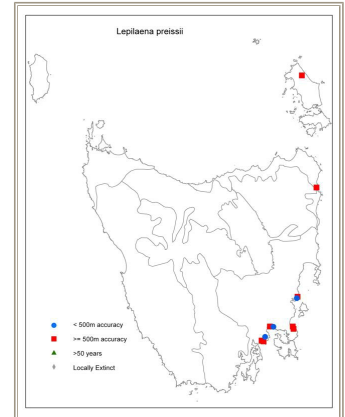 Lepilaena preissii
< 500m accuracy
>= 500m accuracy
>50 years
Locally Extinct